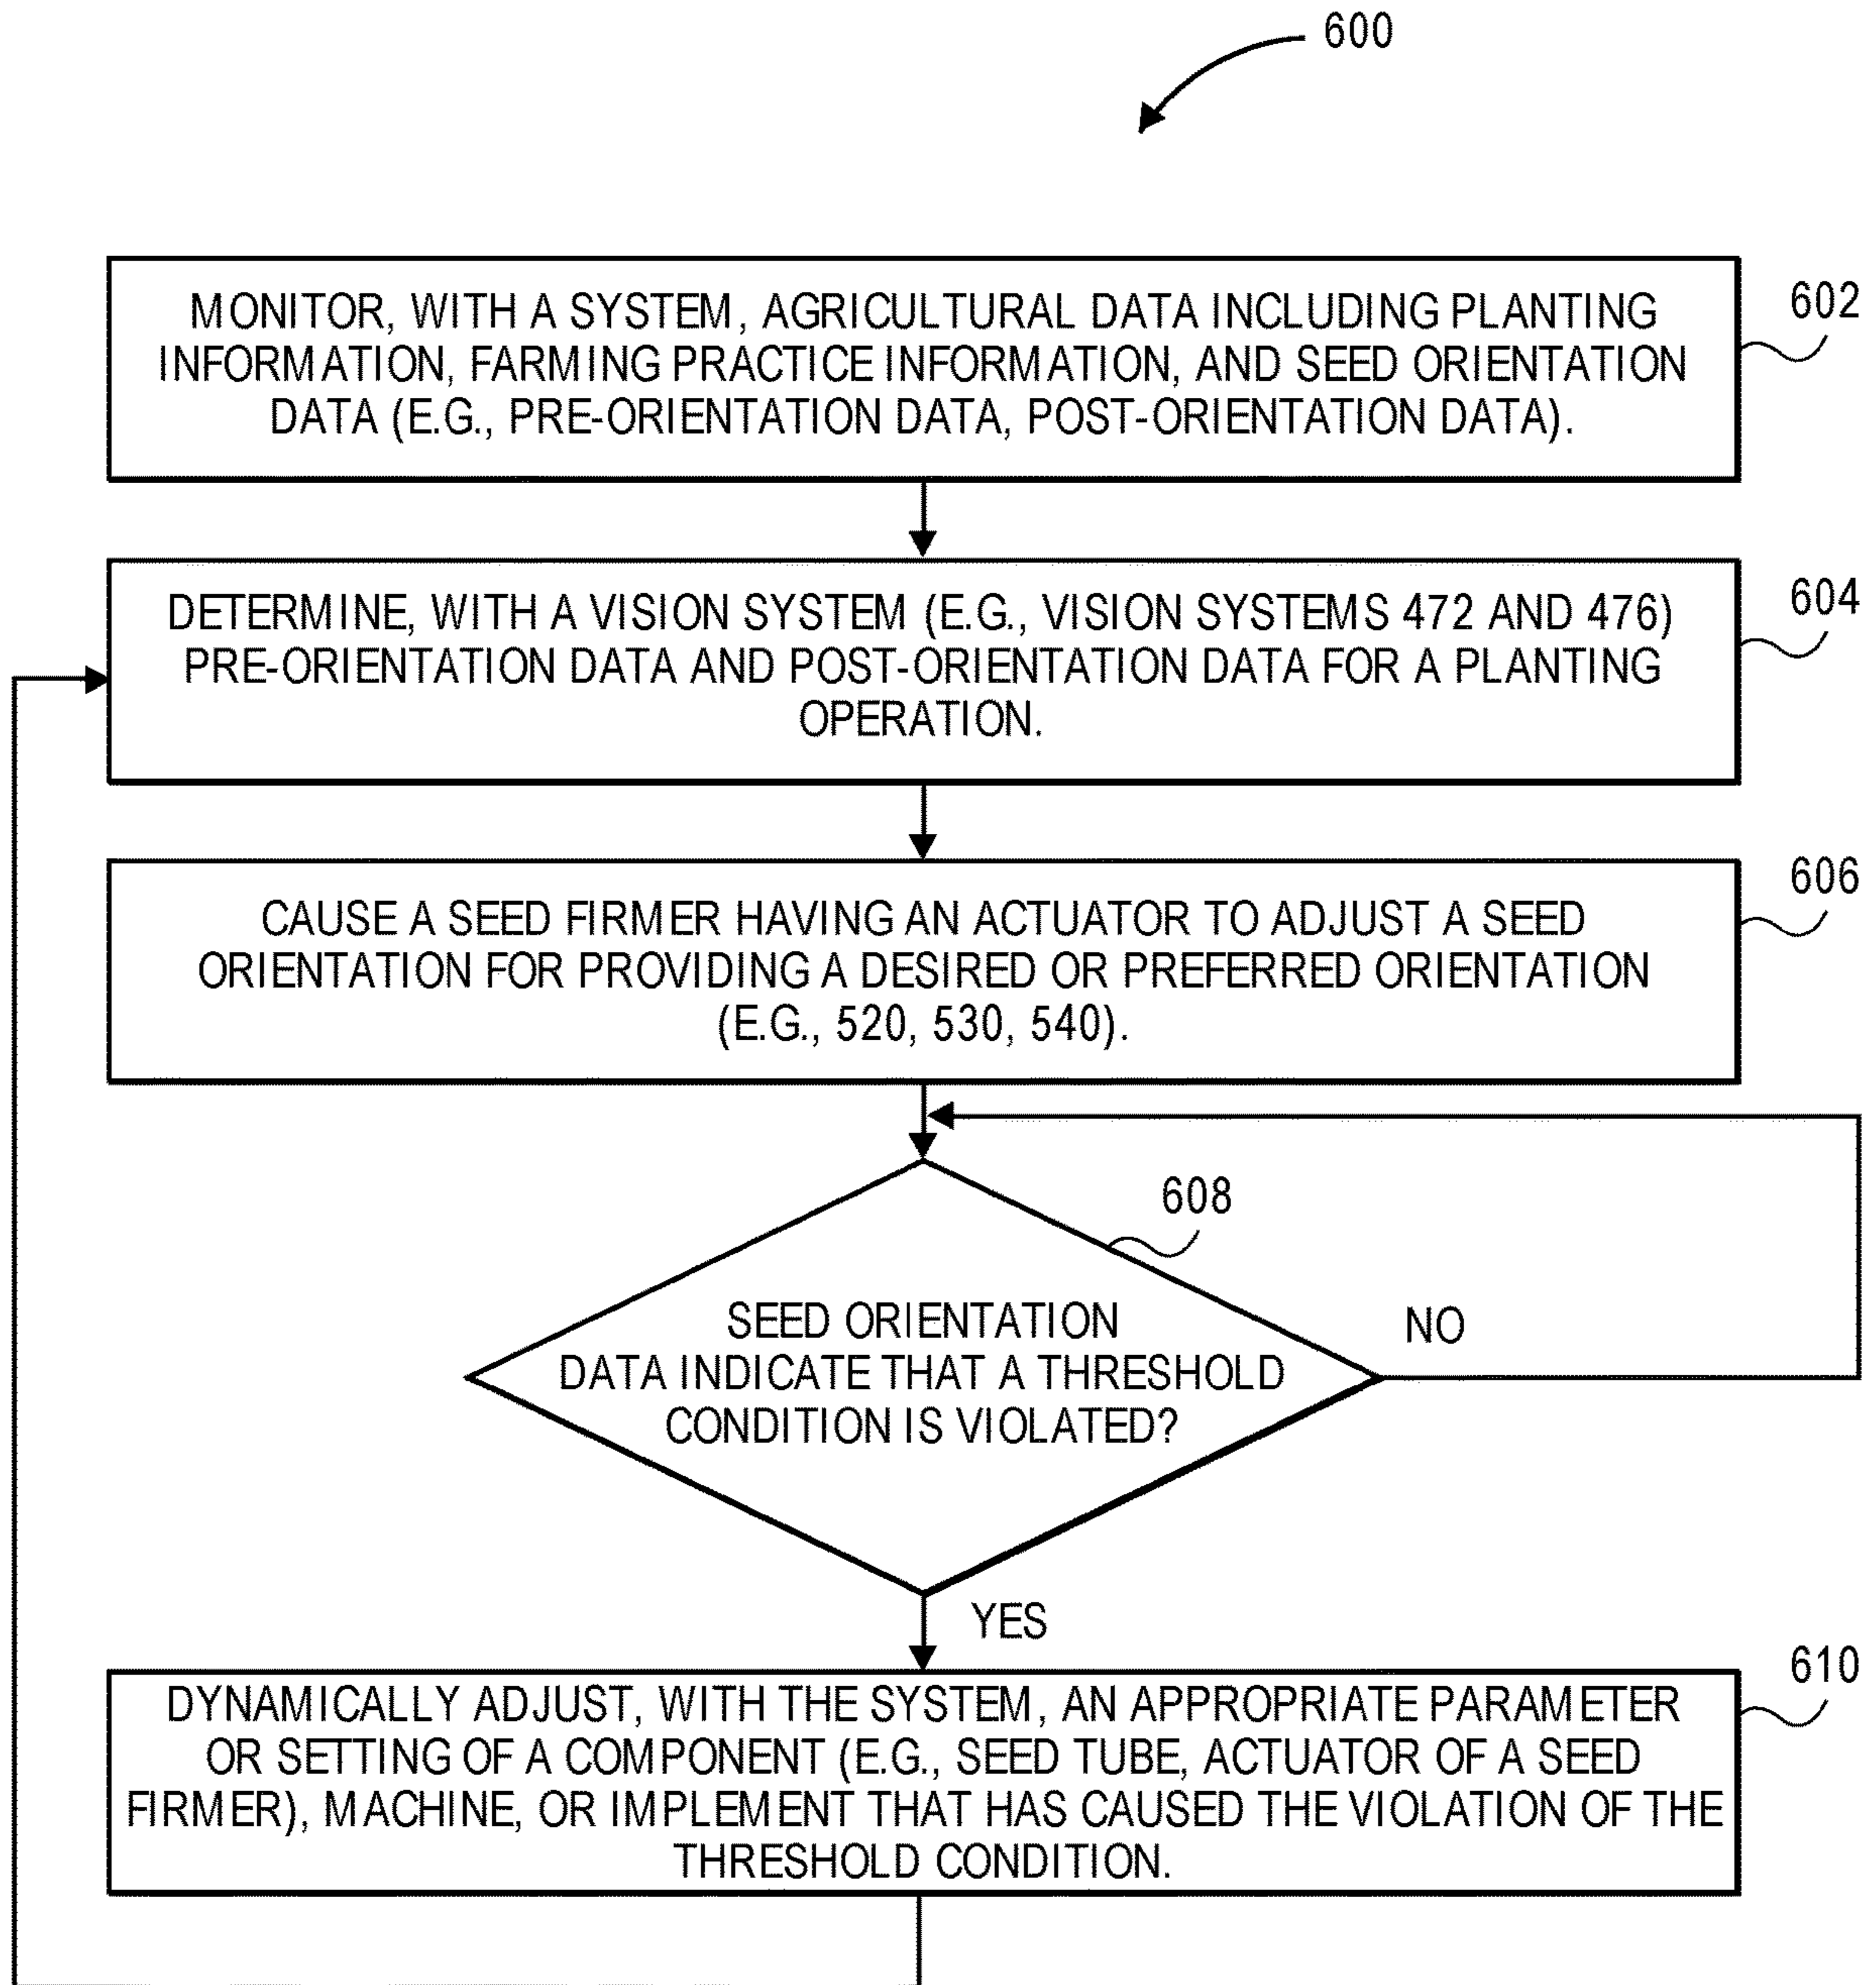 600
MONITOR, WITH A SYSTEM, AGRICULTURAL DATA INCLUDING PLANTING
INFORMATION, FARMING PRACTICE INFORMATION, AND SEED ORIENTATION
DATA (E.G., PRE-ORIENTATION DATA, POST-ORIENTATION DATA).
602
DETERMINE, WITH A VISION SYSTEM (E.G., VISION SYSTEMS 472 AND 476)
PRE-ORIENTATION DATA AND POST-ORIENTATION DATA FOR A PLANTING
OPERATION.
604
CAUSE A SEED FIRMER HAVING AN ACTUATOR TO ADJUST A SEED
ORIENTATION FOR PROVIDING A DESIRED OR PREFERRED ORIENTATION
(E.G., 520, 530, 540).
606
608
SEED ORIENTATION
DATA INDICATE THAT A THRESHOLD
CONDITION IS VIOLATED?
NO
YES
DYNAMICALLY ADJUST, WITH THE SYSTEM, AN APPROPRIATE PARAMETER
OR SETTING OF A COMPONENT (E.G., SEED TUBE, ACTUATOR OF A SEED
FIRMER), MACHINE, OR IMPLEMENT THAT HAS CAUSED THE VIOLATION OF THE
THRESHOLD CONDITION.
610